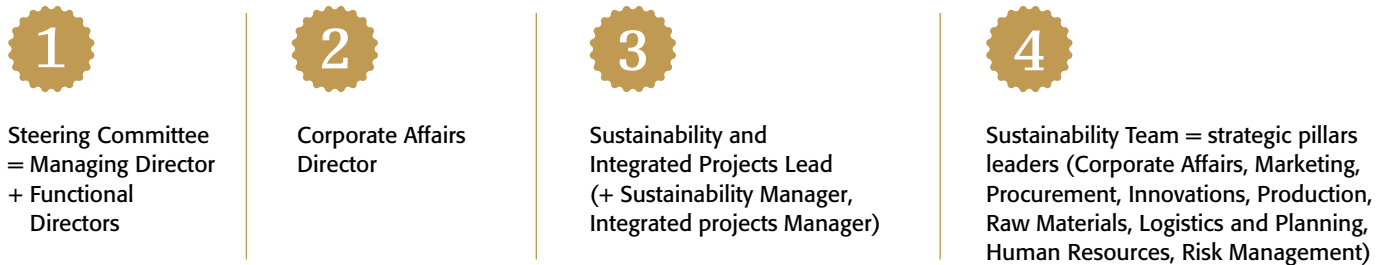 1
Steering Committee
= Managing Director
+ Functional
Directors
2
Corporate Affairs
Director
3
Sustainability and
Integrated Projects Lead
(+ Sustainability Manager,
Integrated projects Manager)
4
Sustainability Team = strategic pillars
leaders (Corporate Affairs, Marketing,
Procurement, Innovations, Production,
Raw Materials, Logistics and Planning,
Human Resources, Risk Management)